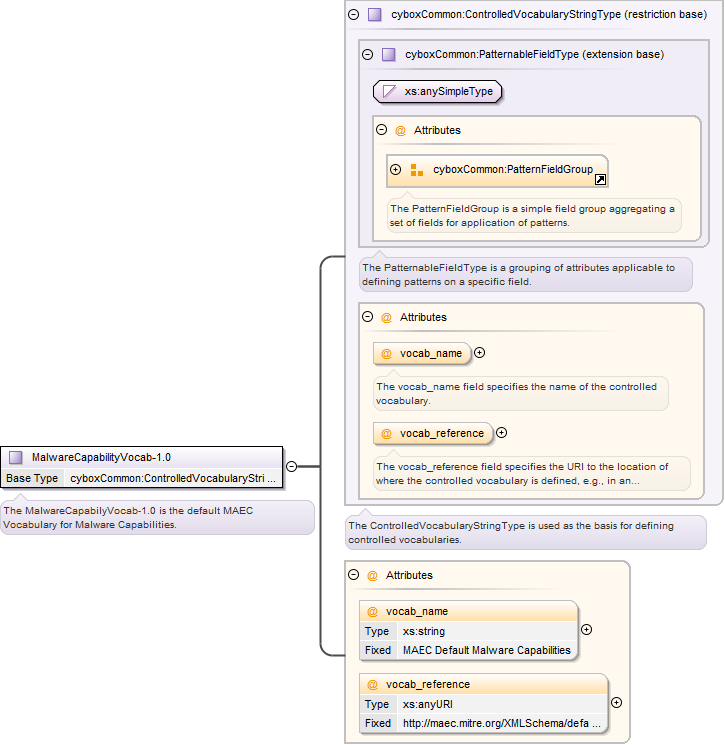 cyboxCommon:ControlledVocabularyStringType (restriction base)
cyboxCommon:PatternableFieldType (extension base)
xs:anySimpleType
@ Attributes
cyboxCommon:PatternFieldGroup
The PatternFieldGroup is a simple field group aggregating a
set of fields for application of patterns.
The PatternableFieldType is a grouping of attributes applicable to
defining patterns on a specific field.
@ Attributes
@ vocab_name
The vocab_name field specifies the name of the controlled
vocabulary.
@ vocab_reference
The vocab_reference field specifies the URI to the location of
where the controlled vocabulary is defined, e.g., in an...
MalwareCapabilityVocab-1.0
Base Type cyboxCommon:ControlledVocabularyStri ...
The MalwareCapabilyVocab-1.0 is the default MAEC
Vocabulary for Malware Capabilities.
The ControlledVocabularyStringType is used as the basis for defining
controlled vocabularies.
@ Attributes
@ vocab_name
Type xs:string
Fixed MAEC Default Malware Capabilities
@ vocab_reference
Type xs:anyURI
Fixed http://maec.mitre.org/XMLSchema/defa ...